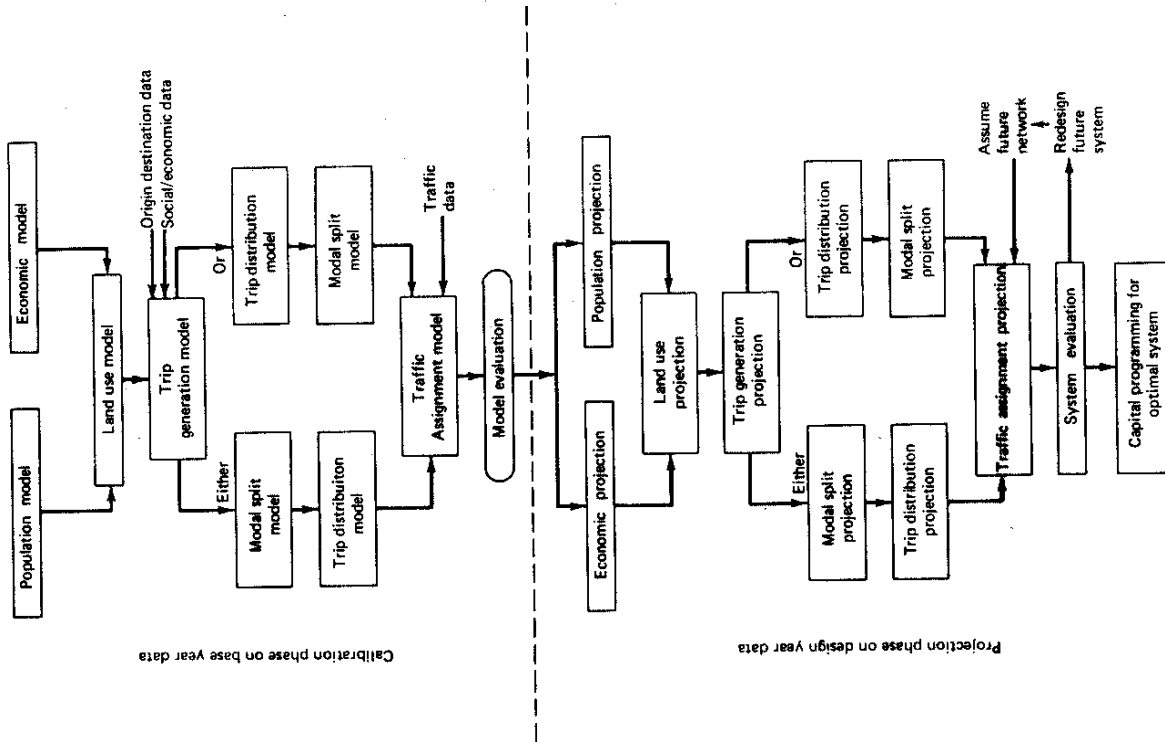 Population model
Economic model
Land use model
Origin destination data
Social/economic data
Trip
generation model
Either
Or
Modal split
model
Trip distribution
model
Trip distribuiton
model
Modal split
model
Traffic
data
Traffic
Assignment model
Model evaluation
Calibration phase on base year data
Economic projection
Population projection
Land use
projection
Trip generation
projection
Either
Or
Modal split
projection
Trip distribution
projection
Trip distribution
projection
Modal split
projection
Assume
future
network
Traffic assignment projection
Redesign
future
system
System evaluation
Capital programming for
optimal system
Projection phase on design year data